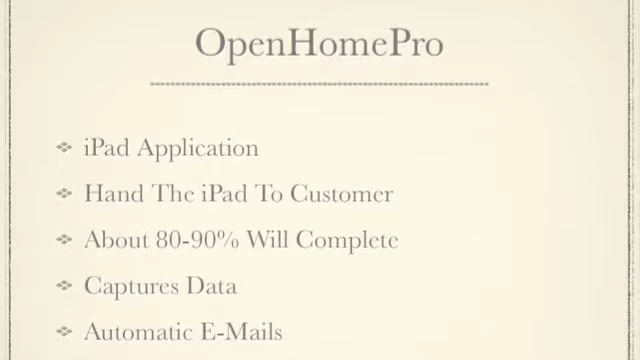 OpenHomePro
iPad Application
Hand The iPad To Customer
About 80-90% Will Complete
Captures Data
Automatic E-Mails